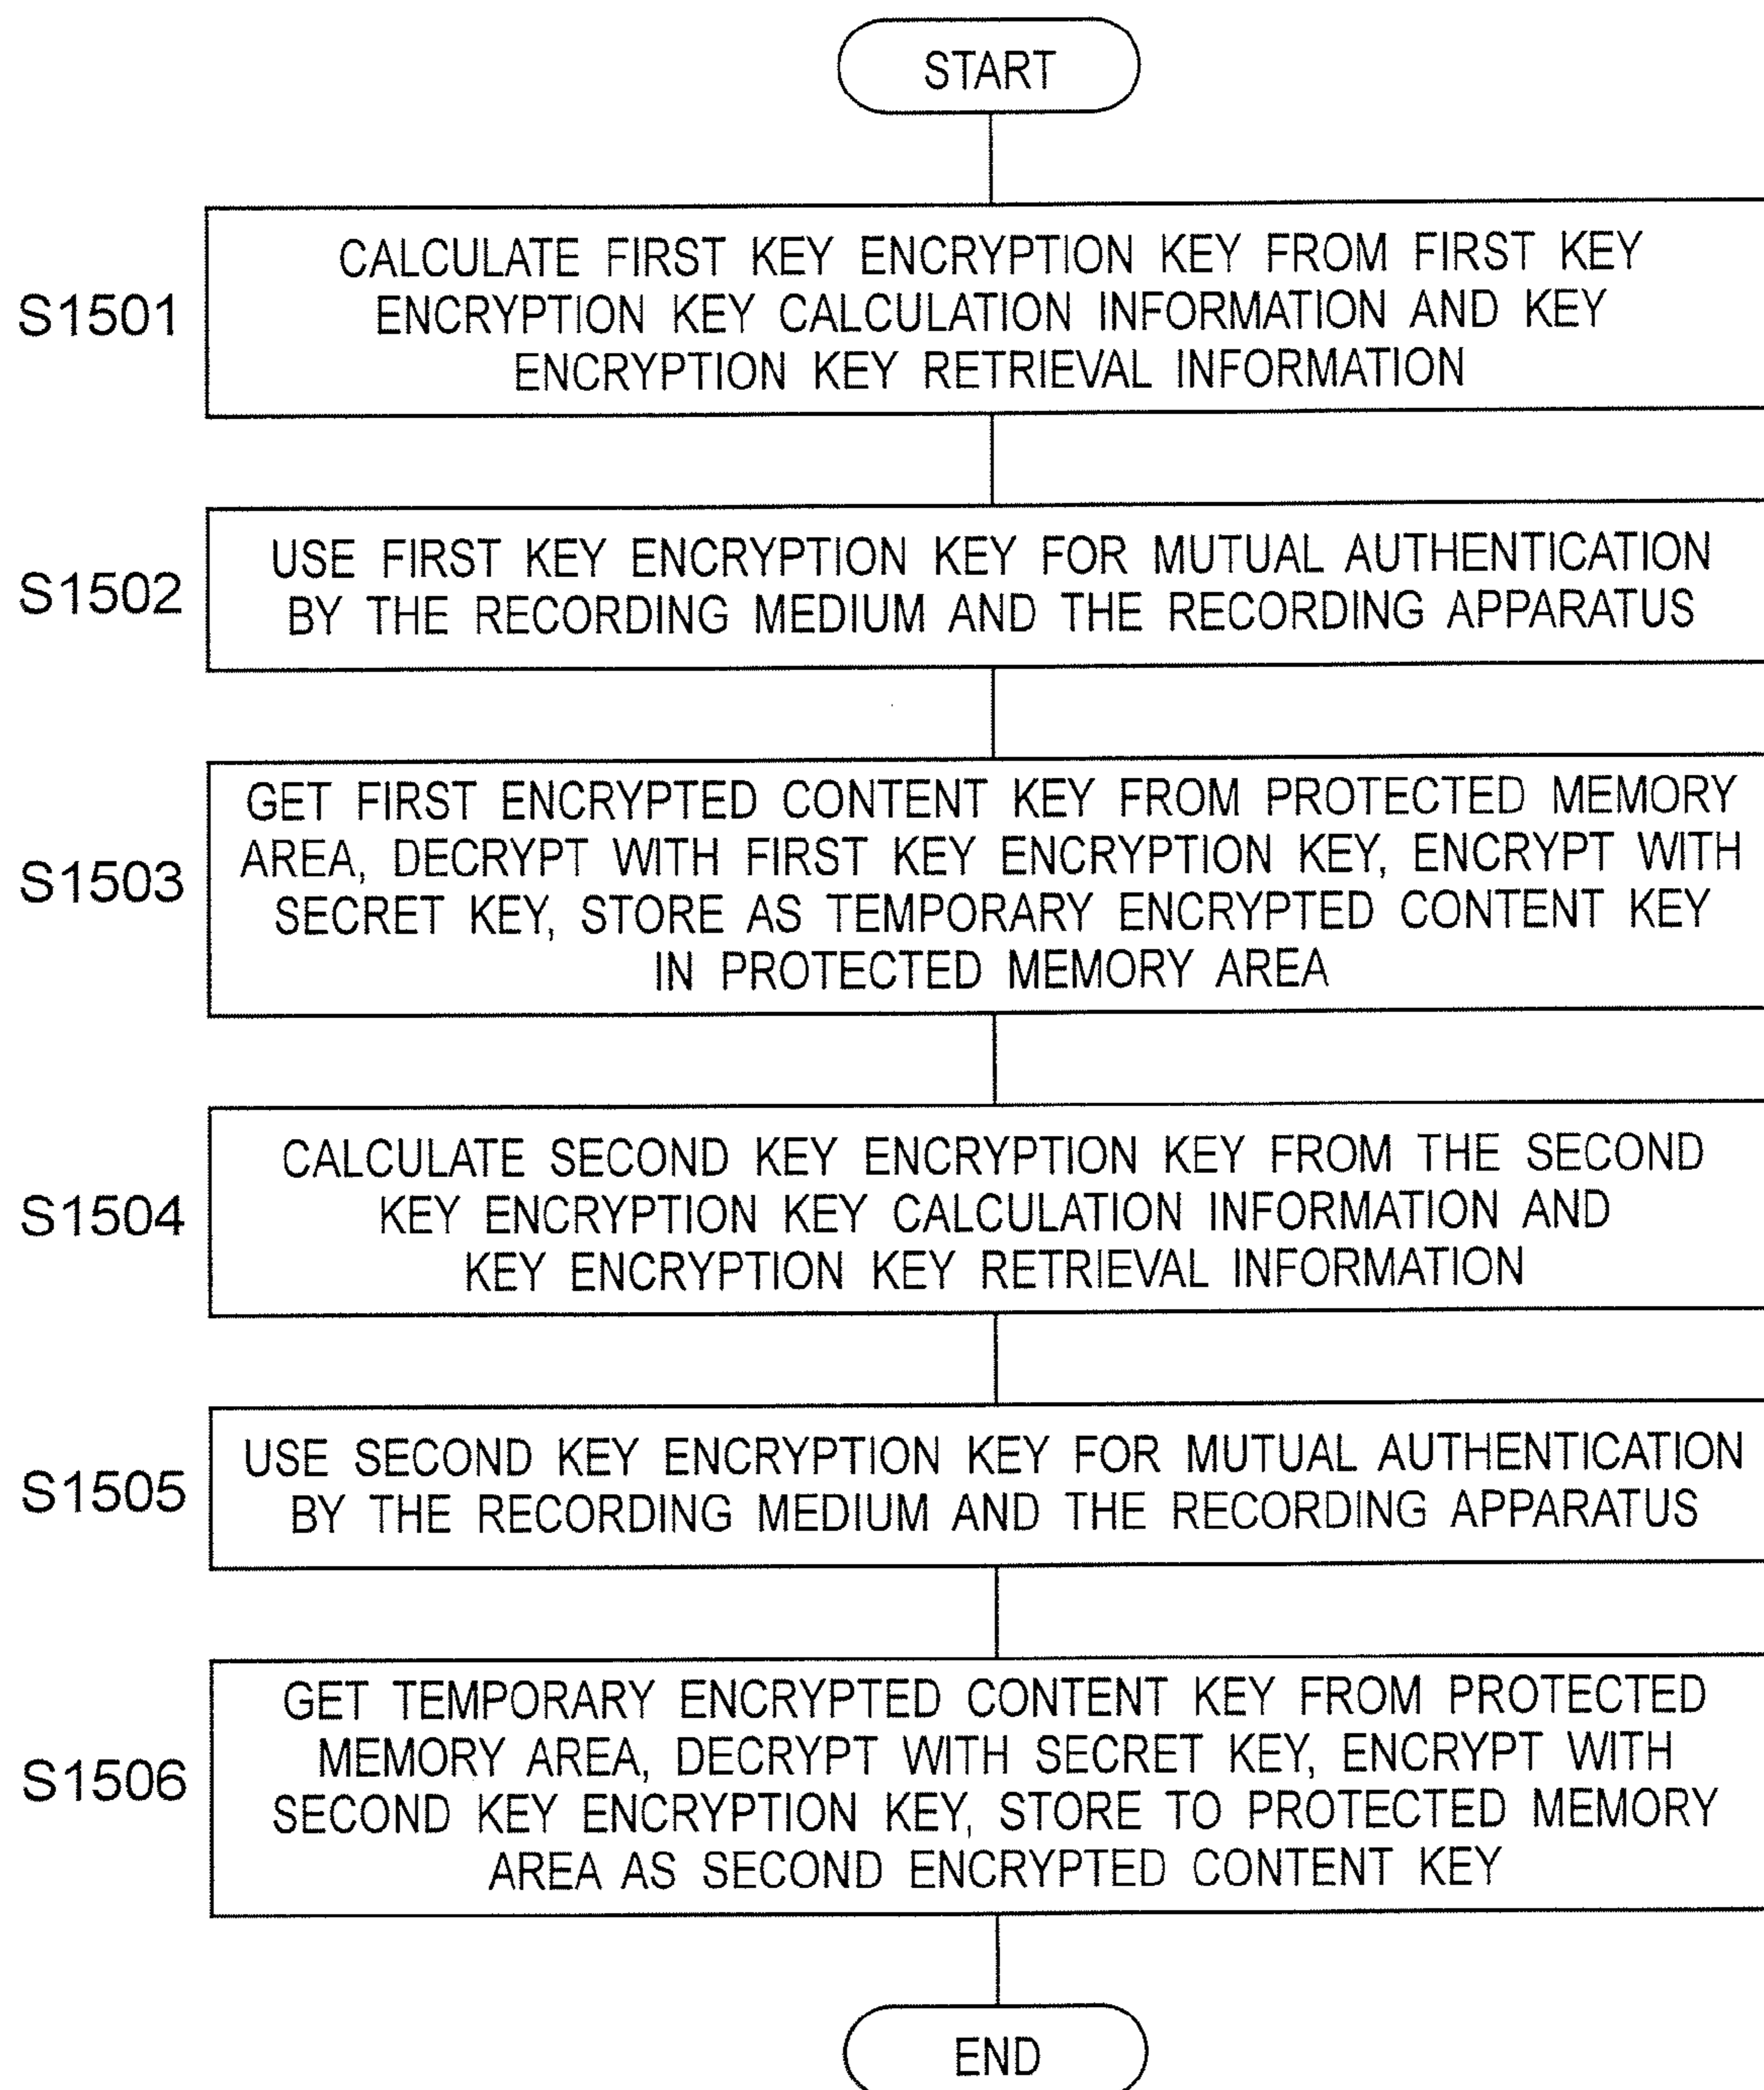 START
S1501
CALCULATE FIRST KEY ENCRYPTION KEY FROM FIRST KEY
ENCRYPTION KEY CALCULATION INFORMATION AND KEY
ENCRYPTION KEY RETRIEVAL INFORMATION
S1502
USE FIRST KEY ENCRYPTION KEY FOR MUTUAL AUTHENTICATION
BY THE RECORDING MEDIUM AND THE RECORDING APPARATUS
S1503
GET FIRST ENCRYPTED CONTENT KEY FROM PROTECTED MEMORY
AREA, DECRYPT WITH FIRST KEY ENCRYPTION KEY, ENCRYPT WITH
SECRET KEY, STORE AS TEMPORARY ENCRYPTED CONTENT KEY
IN PROTECTED MEMORY AREA
S1504
CALCULATE SECOND KEY ENCRYPTION KEY FROM THE SECOND
KEY ENCRYPTION KEY CALCULATION INFORMATION AND
KEY ENCRYPTION KEY RETRIEVAL INFORMATION
S1505
USE SECOND KEY ENCRYPTION KEY FOR MUTUAL AUTHENTICATION
BY THE RECORDING MEDIUM AND THE RECORDING APPARATUS
S1506
GET TEMPORARY ENCRYPTED CONTENT KEY FROM PROTECTED
MEMORY AREA, DECRYPT WITH SECRET KEY, ENCRYPT WITH
SECOND KEY ENCRYPTION KEY, STORE TO PROTECTED MEMORY
AREA AS SECOND ENCRYPTED CONTENT KEY
END